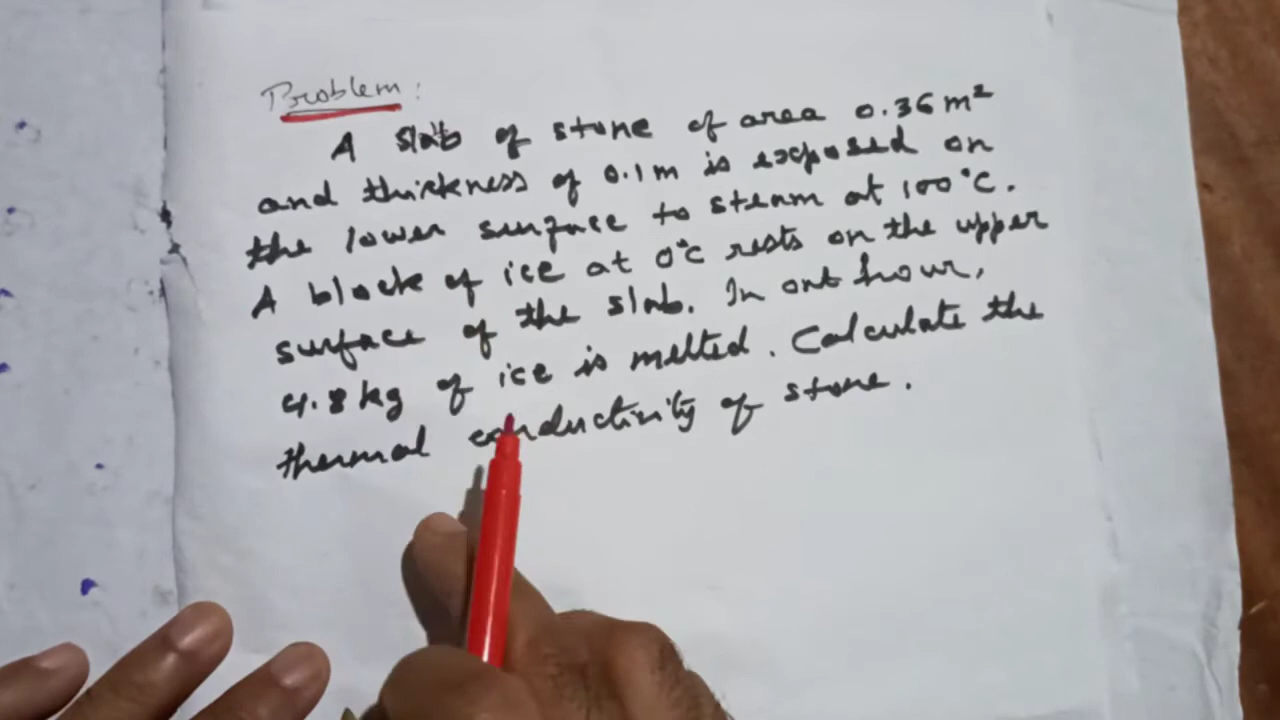 Problem:
A slab of stone of area 0.36 m²
and thickness of 0.1 m is exposed on
the lower surface to steam at 100°C.
A block of ice at 0°C rests on the upper
surface of the slab. In one hour,
4.8 kg of ice is melted. Calculate the
thermal conductivity of stone.